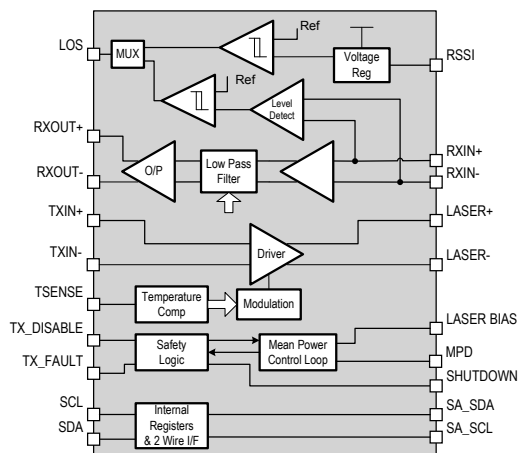 LOS
MUX
Ref
Voltage
Reg
RSSI
Ref
Level
Detect
RXOUT+
RXOUT-
O/P
Low Pass
Filter
RXIN+
RXIN-
TXIN+
TXIN-
Driver
LASER+
LASER-
TSENSE
Temperature
Comp
Modulation
TX_DISABLE
TX_FAULT
Safety
Logic
Mean Power
Control Loop
LASER BIAS
MPD
SHUTDOWN
SCL
SDA
Internal
Registers
& 2 Wire I/F
SA_SDA
SA_SCL